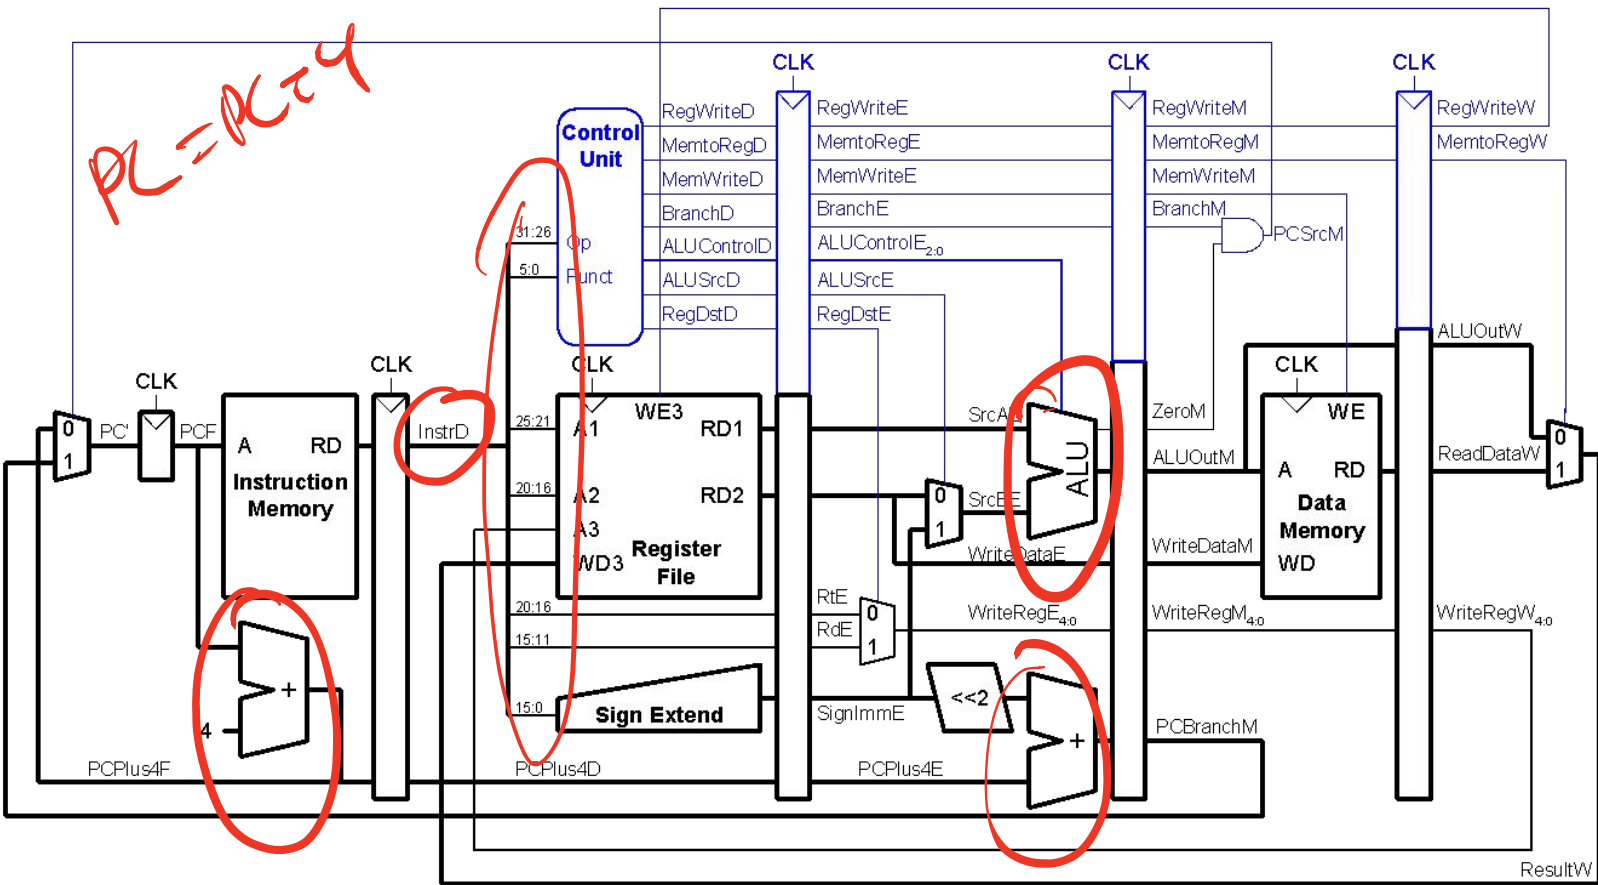 PC = PC + 4
CLK CLK CLK
RegWriteD RegWriteE RegWriteM RegWriteW
Control Unit
MemtoRegD MemtoRegE MemtoRegM MemtoRegW
MemWriteD MemWriteE MemWriteM
BranchD BranchE BranchM
31:26 Op
ALUControlD ALUControlE2:0 PCSrcM
5:0 Funct
ALUSrcD ALUSrcE
RegDstD RegDstE
ALUOutW
CLK CLK CLK CLK
0 1 PC' PCF
A RD
Instruction Memory
InstrD
25:21 A1 WE3 RD1
20:16 A2 RD2
A3
WD3
Register File
SrcAE
0 1 SrcBE
ALU
ZeroM
ALUOutM
A RD WE
Data Memory
WD
ReadDataW
0 1
WriteDataE WriteDataM
20:16 RtE 0
15:11 RdE 1
WriteRegE4:0 WriteRegM4:0 WriteRegW4:0
+
4
15:0 Sign Extend SignImmE
<<2
+
PCBranchM
PCPlus4F PCPlus4D PCPlus4E
ResultW